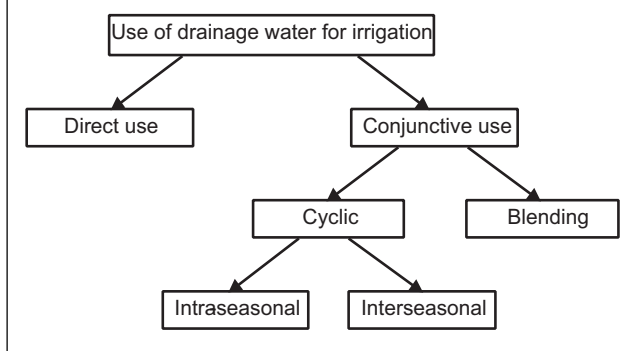 Use of drainage water for irrigation
Direct use
Conjunctive use
Cyclic
Blending
Intraseasonal
Interseasonal